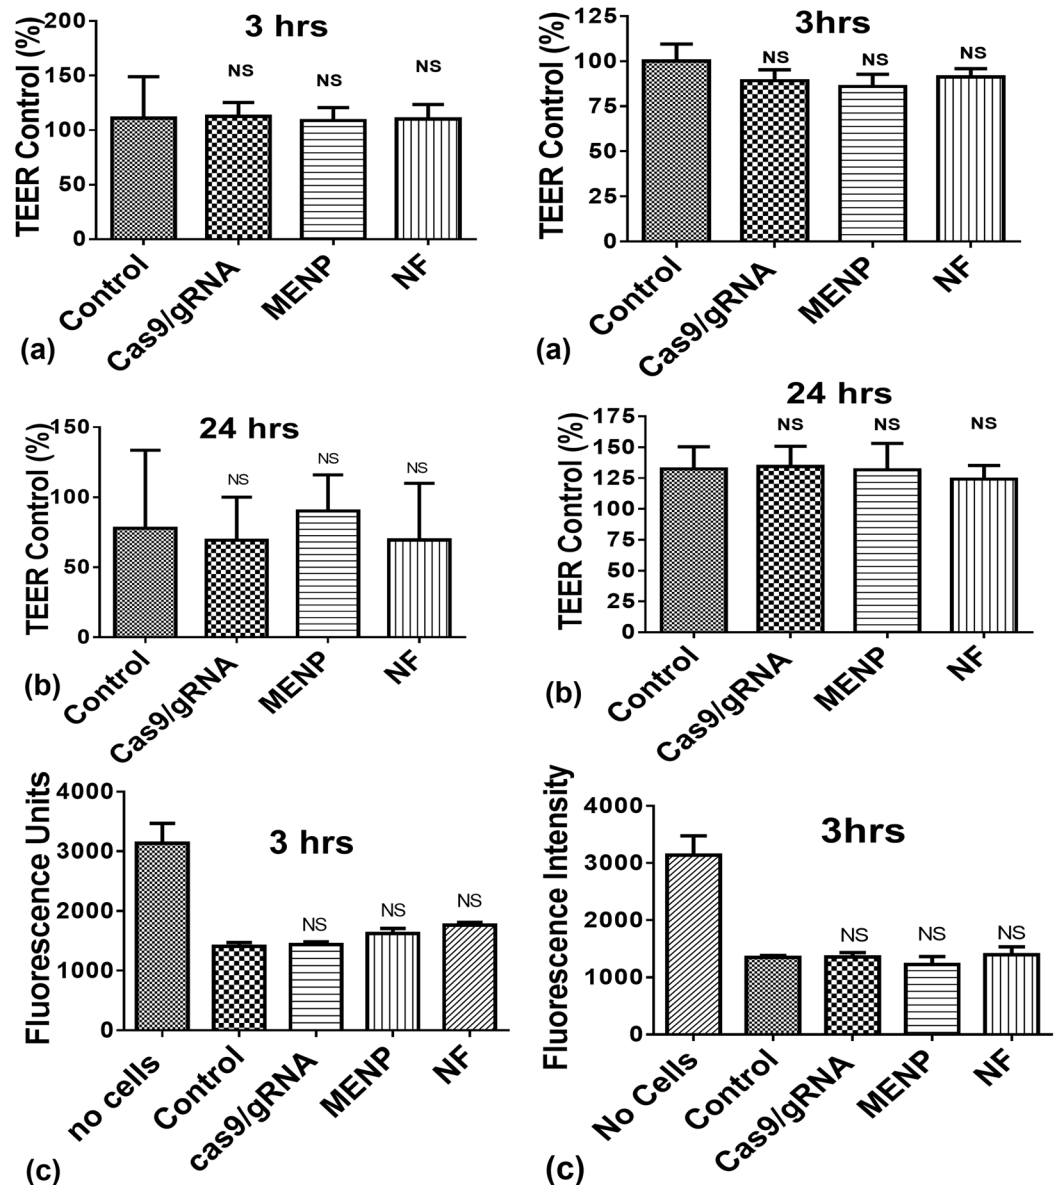 3 hrs
TEER Control (%)
200
150
100
50
0
NS
NS
NS
Control
Cas9/gRNA
MENP
NF
(a)
3hrs
TEER Control (%)
125
100
75
50
25
0
NS
NS
NS
Control
Cas9/gRNA
MENP
NF
(a)
24 hrs
TEER Control (%)
150
100
50
0
NS
NS
NS
Control
Cas9/gRNA
MENP
NF
(b)
24 hrs
TEER Control (%)
175
150
125
100
75
50
25
0
NS
NS
NS
Control
Cas9/gRNA
MENP
NF
(b)
3 hrs
Fluorescence Units
4000
3000
2000
1000
0
NS
NS
NS
no cells
Control
cas9/gRNA
MENP
NF
(c)
3hrs
Fluorescence Intensity
4000
3000
2000
1000
0
NS
NS
NS
No Cells
Control
Cas9/gRNA
MENP
NF
(c)